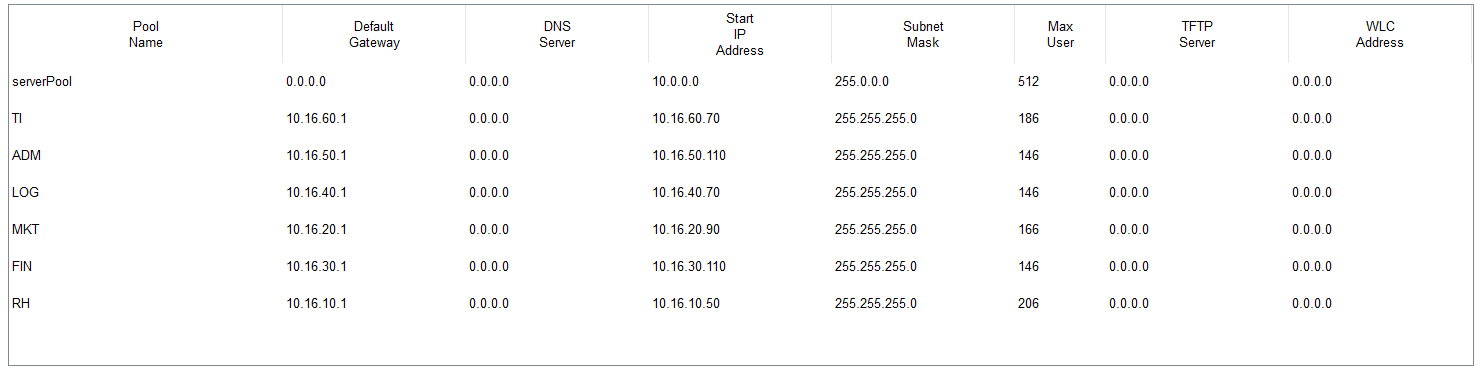 Pool Name	Default Gateway	DNS Server	Start IP Address	Subnet Mask	Max User	TFTP Server	WLC Address
serverPool	0.0.0.0	0.0.0.0	10.0.0.0	255.0.0.0	512	0.0.0.0	0.0.0.0
TI	10.16.60.1	0.0.0.0	10.16.60.70	255.255.255.0	186	0.0.0.0	0.0.0.0
ADM	10.16.50.1	0.0.0.0	10.16.50.110	255.255.255.0	146	0.0.0.0	0.0.0.0
LOG	10.16.40.1	0.0.0.0	10.16.40.70	255.255.255.0	146	0.0.0.0	0.0.0.0
MKT	10.16.20.1	0.0.0.0	10.16.20.90	255.255.255.0	166	0.0.0.0	0.0.0.0
FIN	10.16.30.1	0.0.0.0	10.16.30.110	255.255.255.0	146	0.0.0.0	0.0.0.0
RH	10.16.10.1	0.0.0.0	10.16.10.50	255.255.255.0	206	0.0.0.0	0.0.0.0